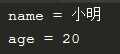 name = 小明
age = 20